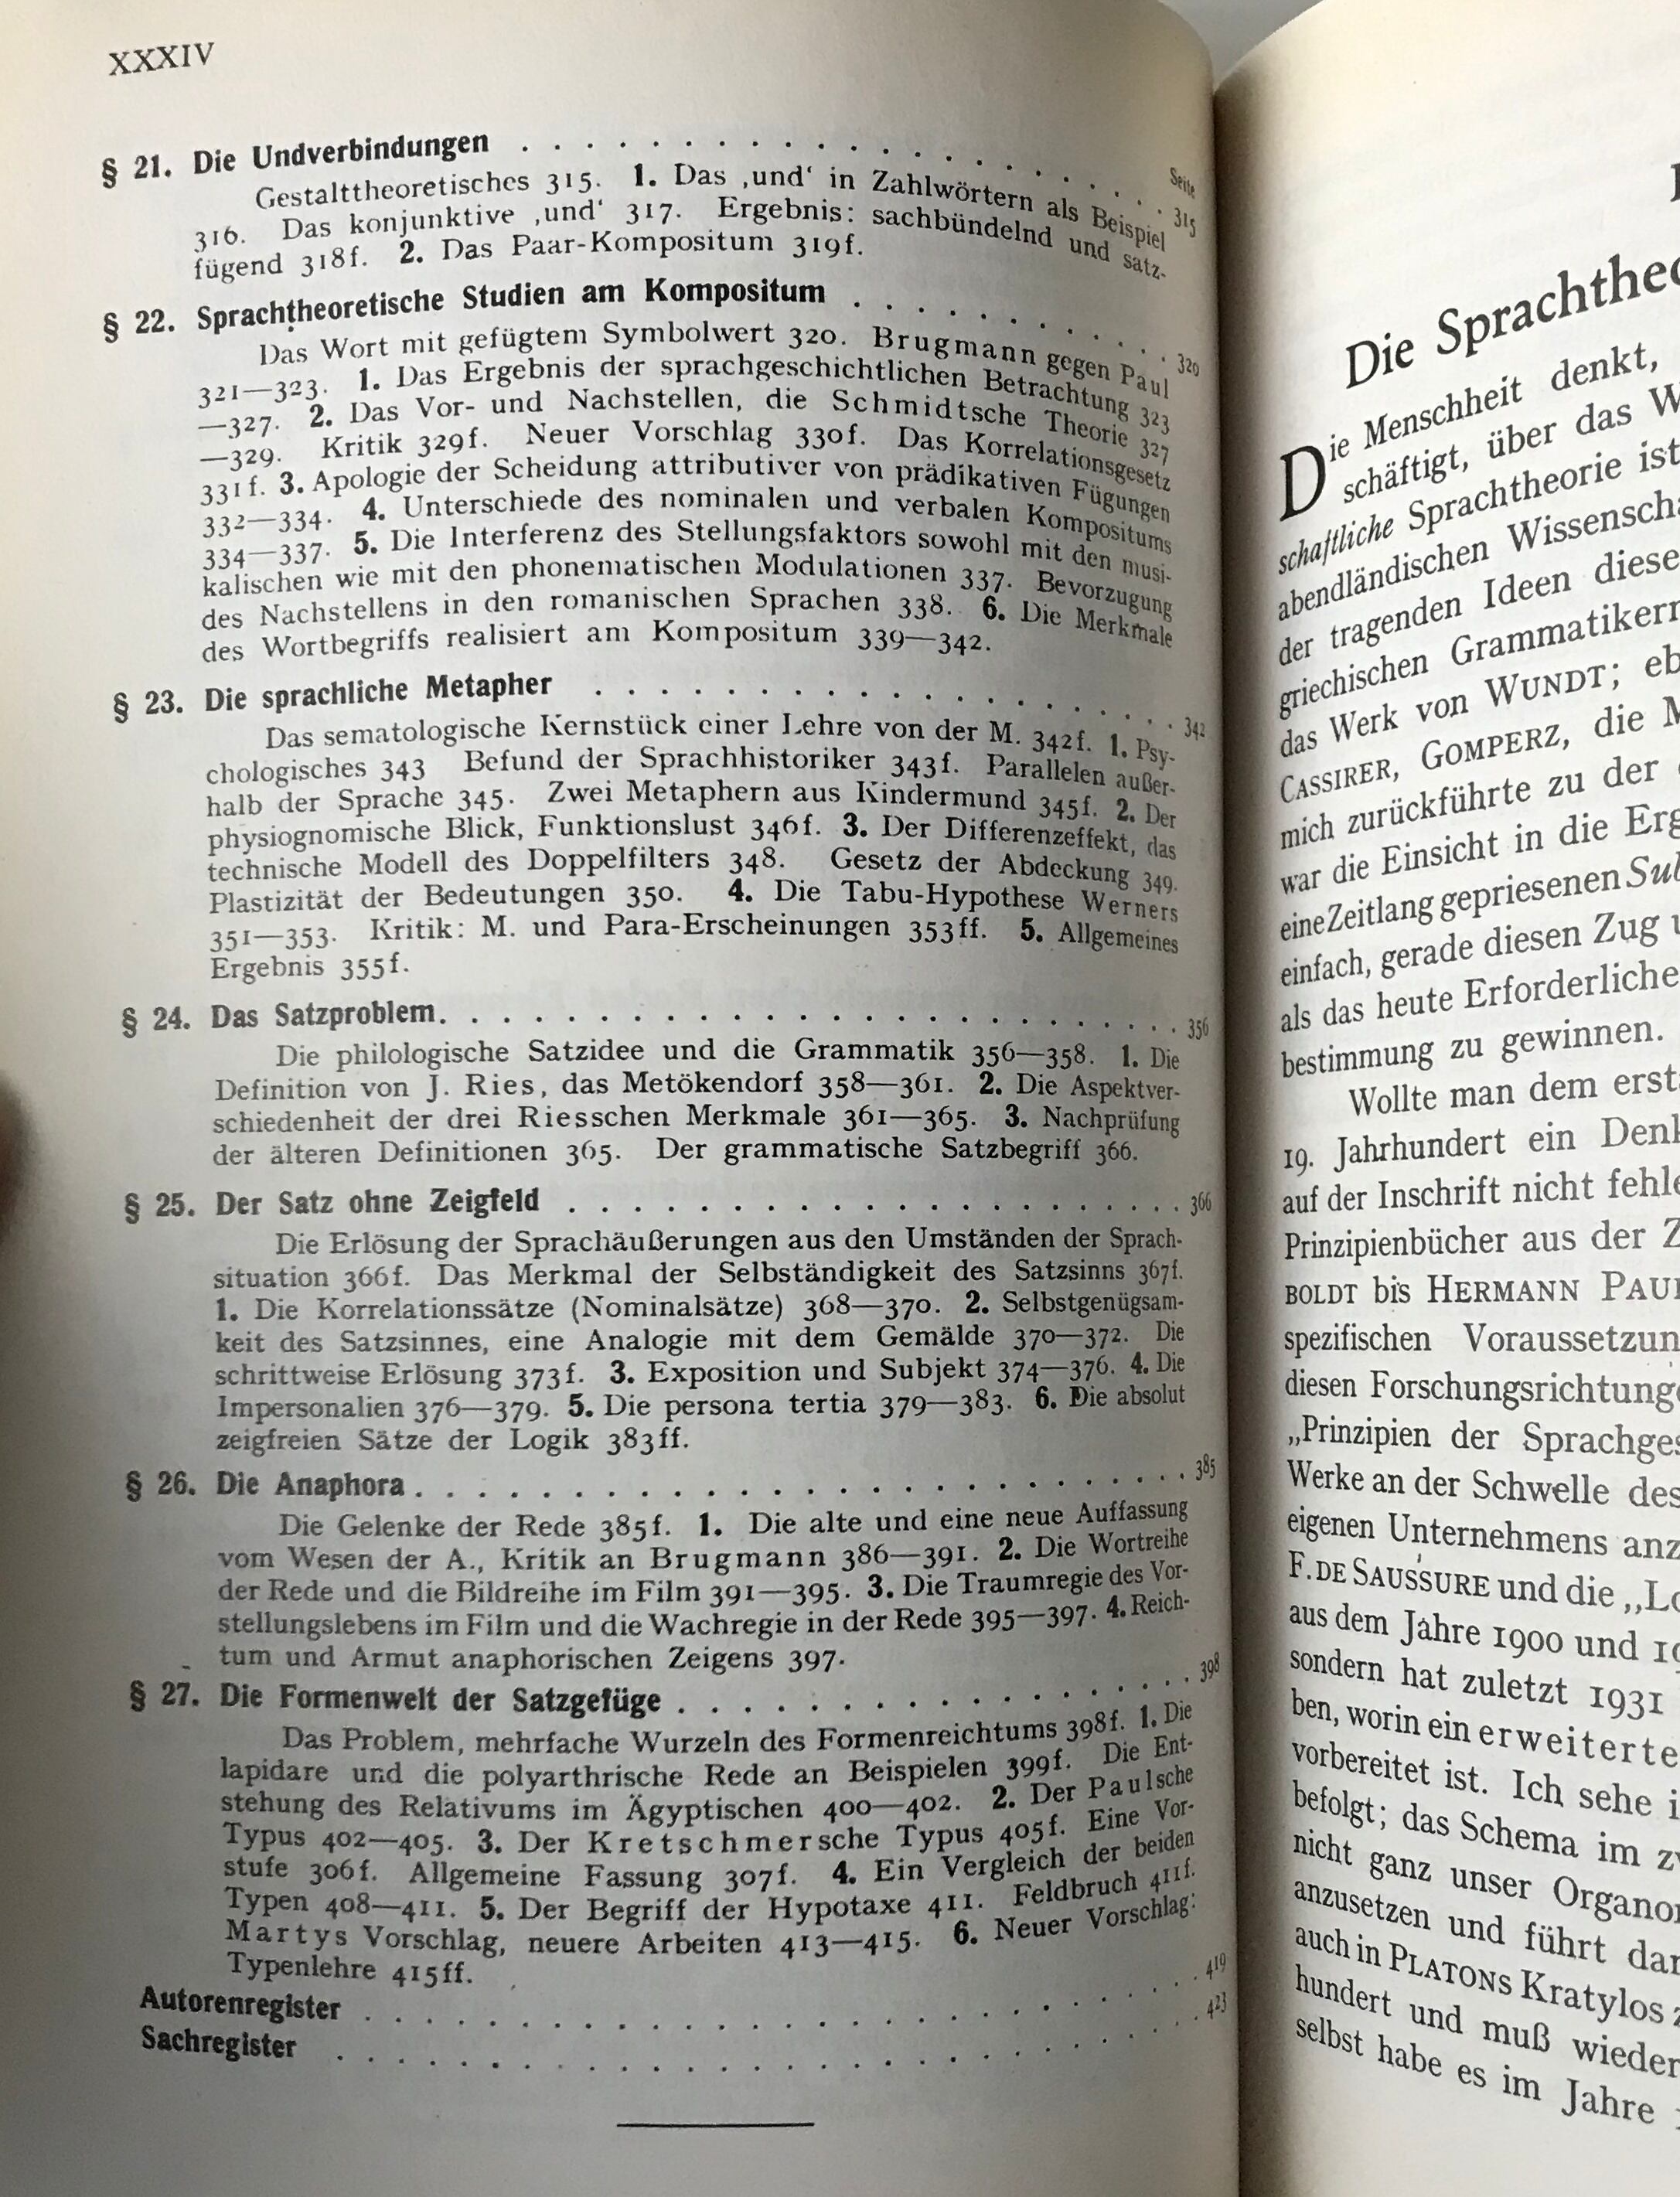 XXXIV
Seite
§ 21. Die Undverbindungen . . . . . . . . . . . . . . . . . 315
Gestalttheoretisches 315. 1. Das ‚und‘ in Zahlwörtern als Beispiel
316. Das konjunktive ‚und‘ 317. Ergebnis: sachbündelnd und satz-
fügend 318f. 2. Das Paar-Kompositum 319f.
§ 22. Sprachtheoretische Studien am Kompositum . . . . . . . . . 320
Das Wort mit gefügtem Symbolwert 320. Brugmann gegen Paul
321—323. 1. Das Ergebnis der sprachgeschichtlichen Betrachtung 323
—327. 2. Das Vor- und Nachstellen, die Schmidtsche Theorie 327
—329. Kritik 329f. Neuer Vorschlag 330f. Das Korrelationsgesetz
331f. 3. Apologie der Scheidung attributiver von prädikativen Fügungen
332—334. 4. Unterschiede des nominalen und verbalen Kompositums
334—337. 5. Die Interferenz des Stellungsfaktors sowohl mit den musi-
kalischen wie mit den phonematischen Modulationen 337. Bevorzugung
des Nachstellens in den romanischen Sprachen 338. 6. Die Merkmale
des Wortbegriffs realisiert am Kompositum 339—342.
§ 23. Die sprachliche Metapher . . . . . . . . . . . . . . . . 342
Das sematologische Kernstück einer Lehre von der M. 342f. 1. Psy-
chologisches 343 Befund der Sprachhistoriker 343f. Parallelen außer-
halb der Sprache 345. Zwei Metaphern aus Kindermund 345f. 2. Der
physiognomische Blick, Funktionslust 346f. 3. Der Differenzeffekt, das
technische Modell des Doppelfilters 348. Gesetz der Abdeckung 349.
Plastizität der Bedeutungen 350. 4. Die Tabu-Hypothese Werners
351—353. Kritik: M. und Para-Erscheinungen 353ff. 5. Allgemeines
Ergebnis 355f.
§ 24. Das Satzproblem. . . . . . . . . . . . . . . . . . . . 356
Die philologische Satzidee und die Grammatik 356—358. 1. Die
Definition von J. Ries, das Metökendorf 358—361. 2. Die Aspektver-
schiedenheit der drei Riesschen Merkmale 361—365. 3. Nachprüfung
der älteren Definitionen 365. Der grammatische Satzbegriff 366.
§ 25. Der Satz ohne Zeigfeld . . . . . . . . . . . . . . . . . 366
Die Erlösung der Sprachäußerungen aus den Umständen der Sprach-
situation 366f. Das Merkmal der Selbständigkeit des Satzsinns 367f.
1. Die Korrelationssätze (Nominalsätze) 368—370. 2. Selbstgenügsam-
keit des Satzsinnes, eine Analogie mit dem Gemälde 370—372. Die
schrittweise Erlösung 373f. 3. Exposition und Subjekt 374—376. 4. Die
Impersonalien 376—379. 5. Die persona tertia 379—383. 6. Die absolut
zeigfreien Sätze der Logik 383ff.
§ 26. Die Anaphora . . . . . . . . . . . . . . . . . . . . . 385
Die Gelenke der Rede 385f. 1. Die alte und eine neue Auffassung
vom Wesen der A., Kritik an Brugmann 386—391. 2. Die Wortreihe
der Rede und die Bildreihe im Film 391—395. 3. Die Traumregie des Vor-
stellungslebens im Film und die Wachregie in der Rede 395—397. 4. Reich-
tum und Armut anaphorischen Zeigens 397.
§ 27. Die Formenwelt der Satzgefüge . . . . . . . . . . . . . . 398
Das Problem, mehrfache Wurzeln des Formenreichtums 398f. 1. Die
lapidare und die polyarthrische Rede an Beispielen 399f. Die Ent-
stehung des Relativums im Ägyptischen 400—402. 2. Der Paulsche
Typus 402—405. 3. Der Kretschmersche Typus 405f. Eine Vor-
stufe 306f. Allgemeine Fassung 307f. 4. Ein Vergleich der beiden
Typen 408—411. 5. Der Begriff der Hypotaxe 411. Feldbruch 411f.
Martys Vorschlag, neuere Arbeiten 413—415. 6. Neuer Vorschlag:
Typenlehre 415ff.
Autorenregister . . . . . . . . . . . . . . . . . . . . . . 419
Sachregister . . . . . . . . . . . . . . . . . . . . . . . 423
Die Sprachtheo
Die Menschheit denkt,
schäftigt, über das W
schaftliche Sprachtheorie ist
abendländischen Wissenscha
der tragenden Ideen diese
griechischen Grammatikern
das Werk von WUNDT; eb
CASSIRER, GOMPERZ, die M
mich zurückführte zu der
war die Einsicht in die Erg
eine Zeitlang gepriesenen Sub
einfach, gerade diesen Zug u
als das heute Erforderliche
bestimmung zu gewinnen.
Wollte man dem erst
19. Jahrhundert ein Denk
auf der Inschrift nicht fehle
Prinzipienbücher aus der Z
BOLDT bis HERMANN PAUL
spezifischen Voraussetzun
diesen Forschungsrichtunge
„Prinzipien der Sprachges
Werke an der Schwelle des
eigenen Unternehmens anz
F. DE SAUSSURE und die „Lo
aus dem Jahre 1900 und 19
sondern hat zuletzt 1931
ben, worin ein erweiterte
vorbereitet ist. Ich sehe i
befolgt; das Schema im zw
nicht ganz unser Organo
anzusetzen und führt dar
auch in PLATONS Kratylos z
hundert und muß wieder
selbst habe es im Jahre